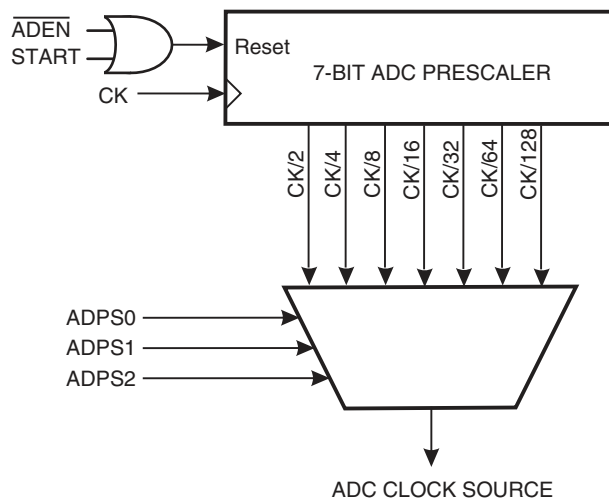 ADEN
START
CK
Reset
7-BIT ADC PRESCALER
CK/2
CK/4
CK/8
CK/16
CK/32
CK/64
CK/128
ADPS0
ADPS1
ADPS2
ADC CLOCK SOURCE